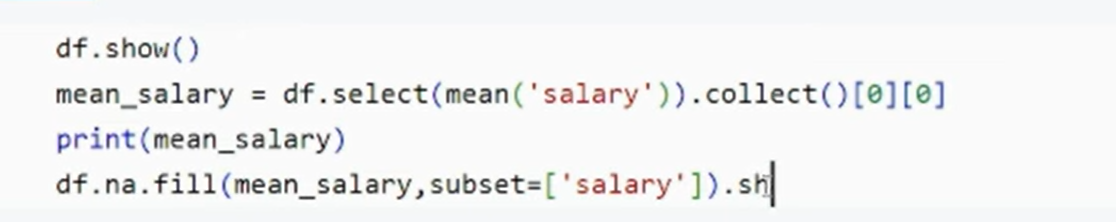 df.show()
mean_salary = df.select(mean('salary')).collect()[0][0]
print(mean_salary)
df.na.fill(mean_salary,subset=['salary']).sh